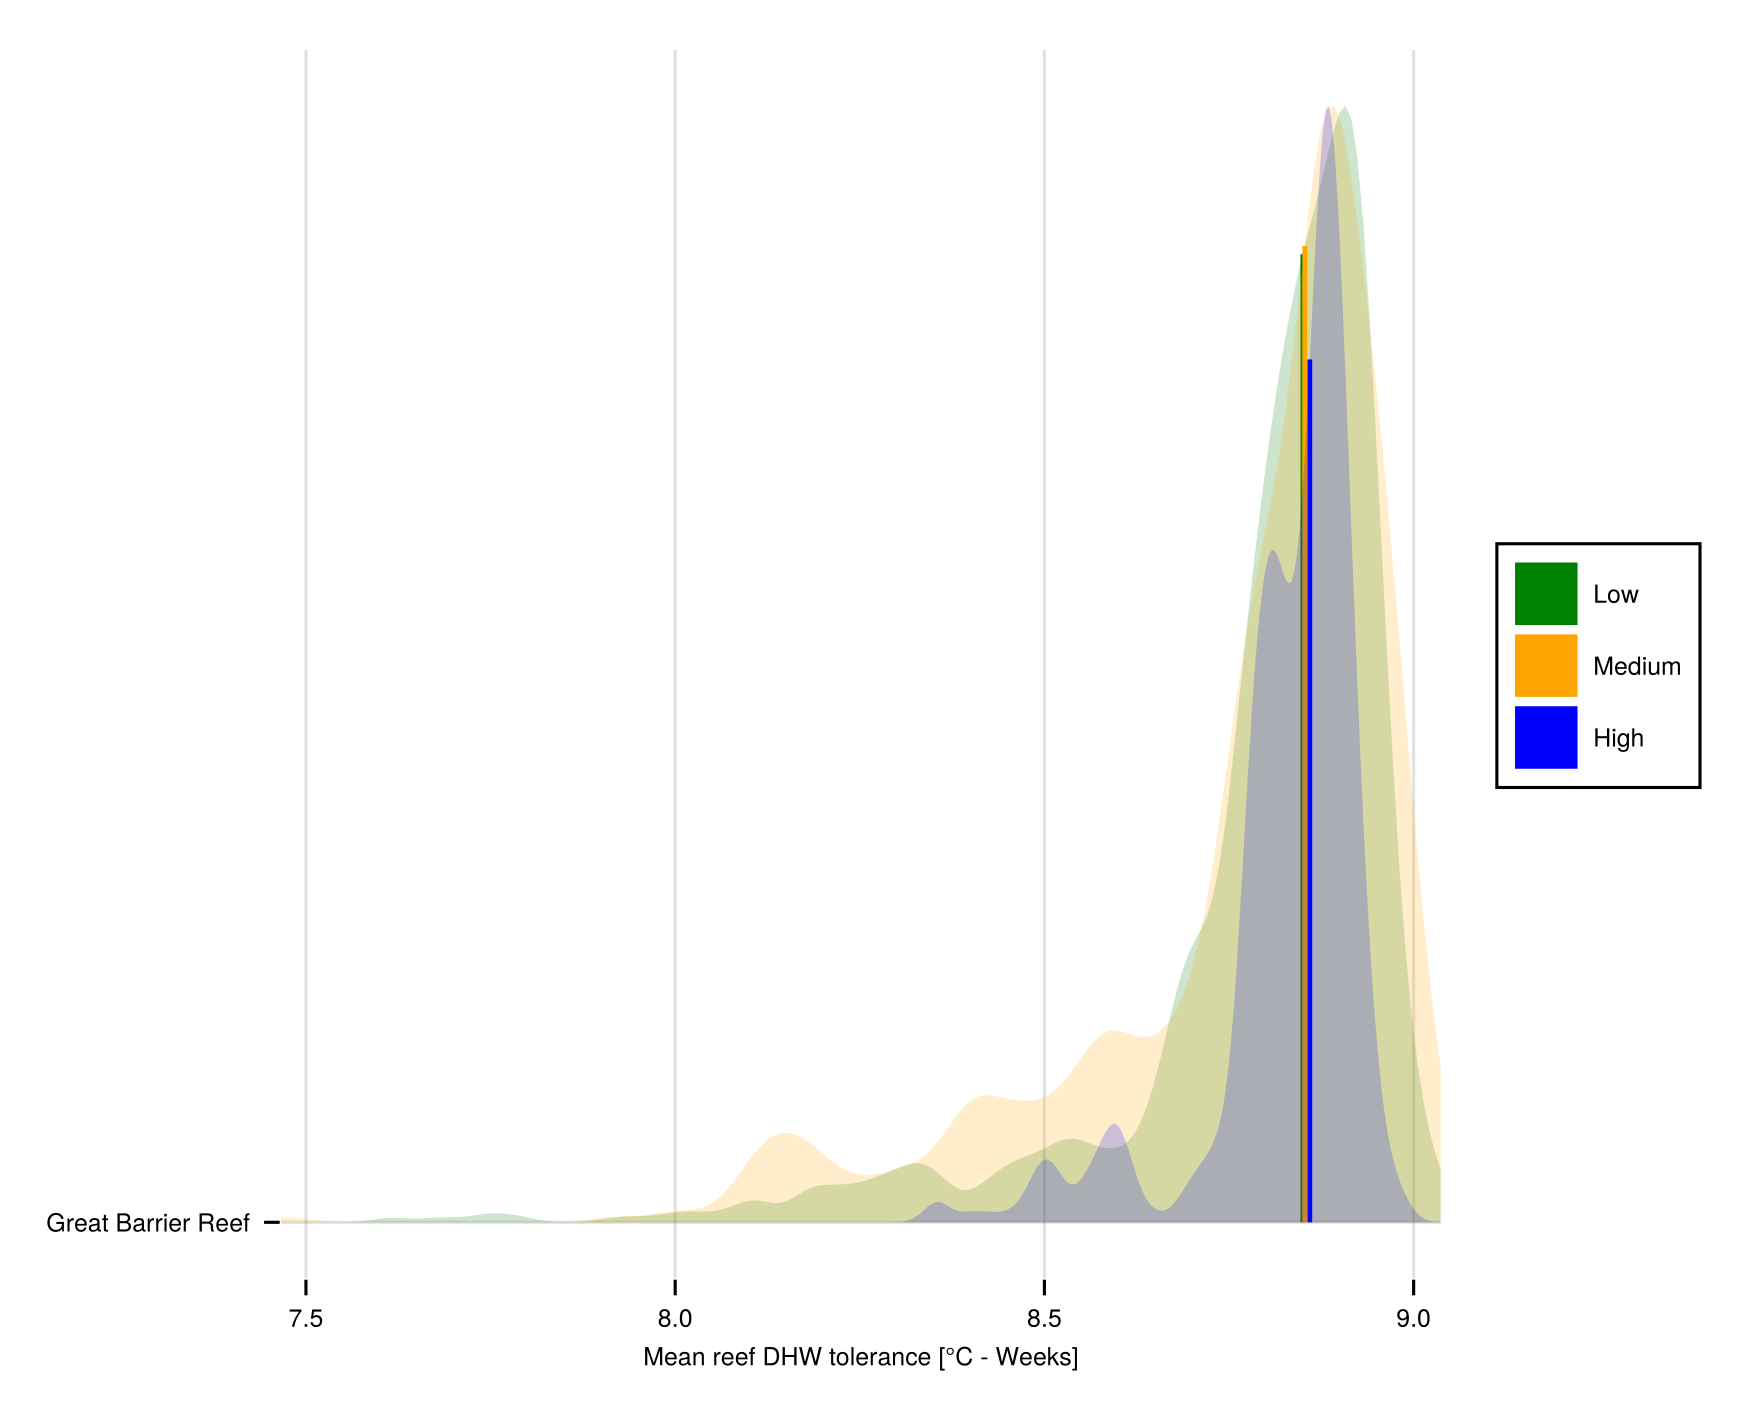 Low
Medium
High
Great Barrier Reef
7.5 8.0 8.5 9.0
Mean reef DHW tolerance [°C - Weeks]